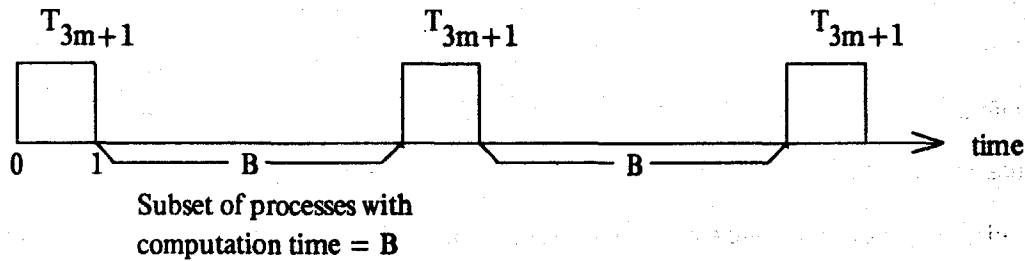 T3m+1 T3m+1 T3m+1
0 1 B B time
Subset of processes with
computation time = B